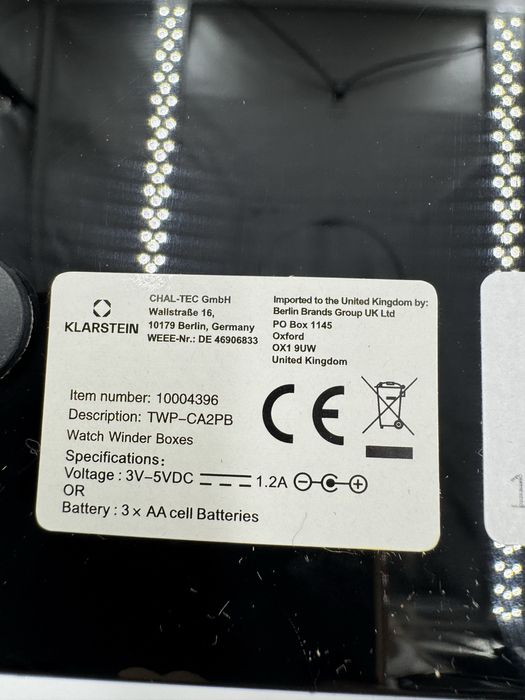 KLARSTEIN
CHAL-TEC GmbH
Wallstraße 16,
10179 Berlin, Germany
WEEE-Nr.: DE 46906833
Imported to the United Kingdom by:
Berlin Brands Group UK Ltd
PO Box 1145
Oxford
OX1 9UW
United Kingdom
Item number: 10004396
Description: TWP-CA2PB
Watch Winder Boxes
CE
Specifications:
Voltage : 3V-5VDC 1.2A
OR
Battery : 3 x AA cell Batteries